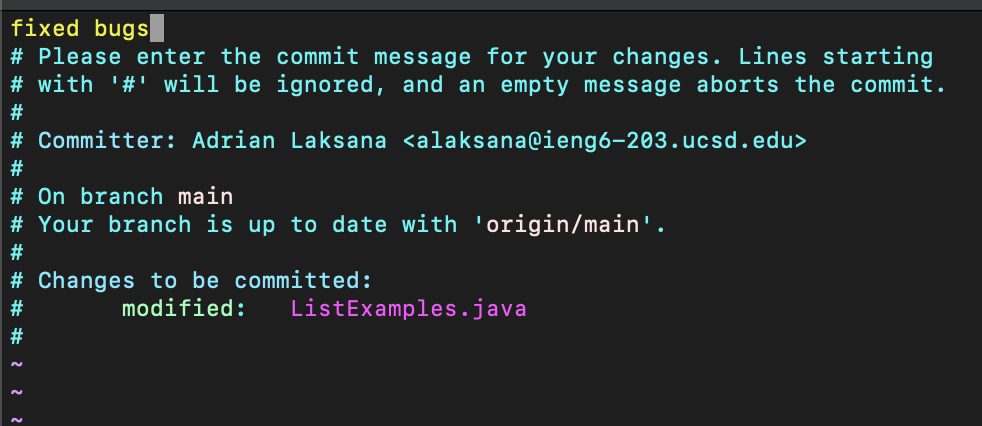 fixed bugs
# Please enter the commit message for your changes. Lines starting
# with '#' will be ignored, and an empty message aborts the commit.
#
# Committer: Adrian Laksana <alaksana@ieng6-203.ucsd.edu>
#
# On branch main
# Your branch is up to date with 'origin/main'.
#
# Changes to be committed:
#       modified:   ListExamples.java
#
~
~
~